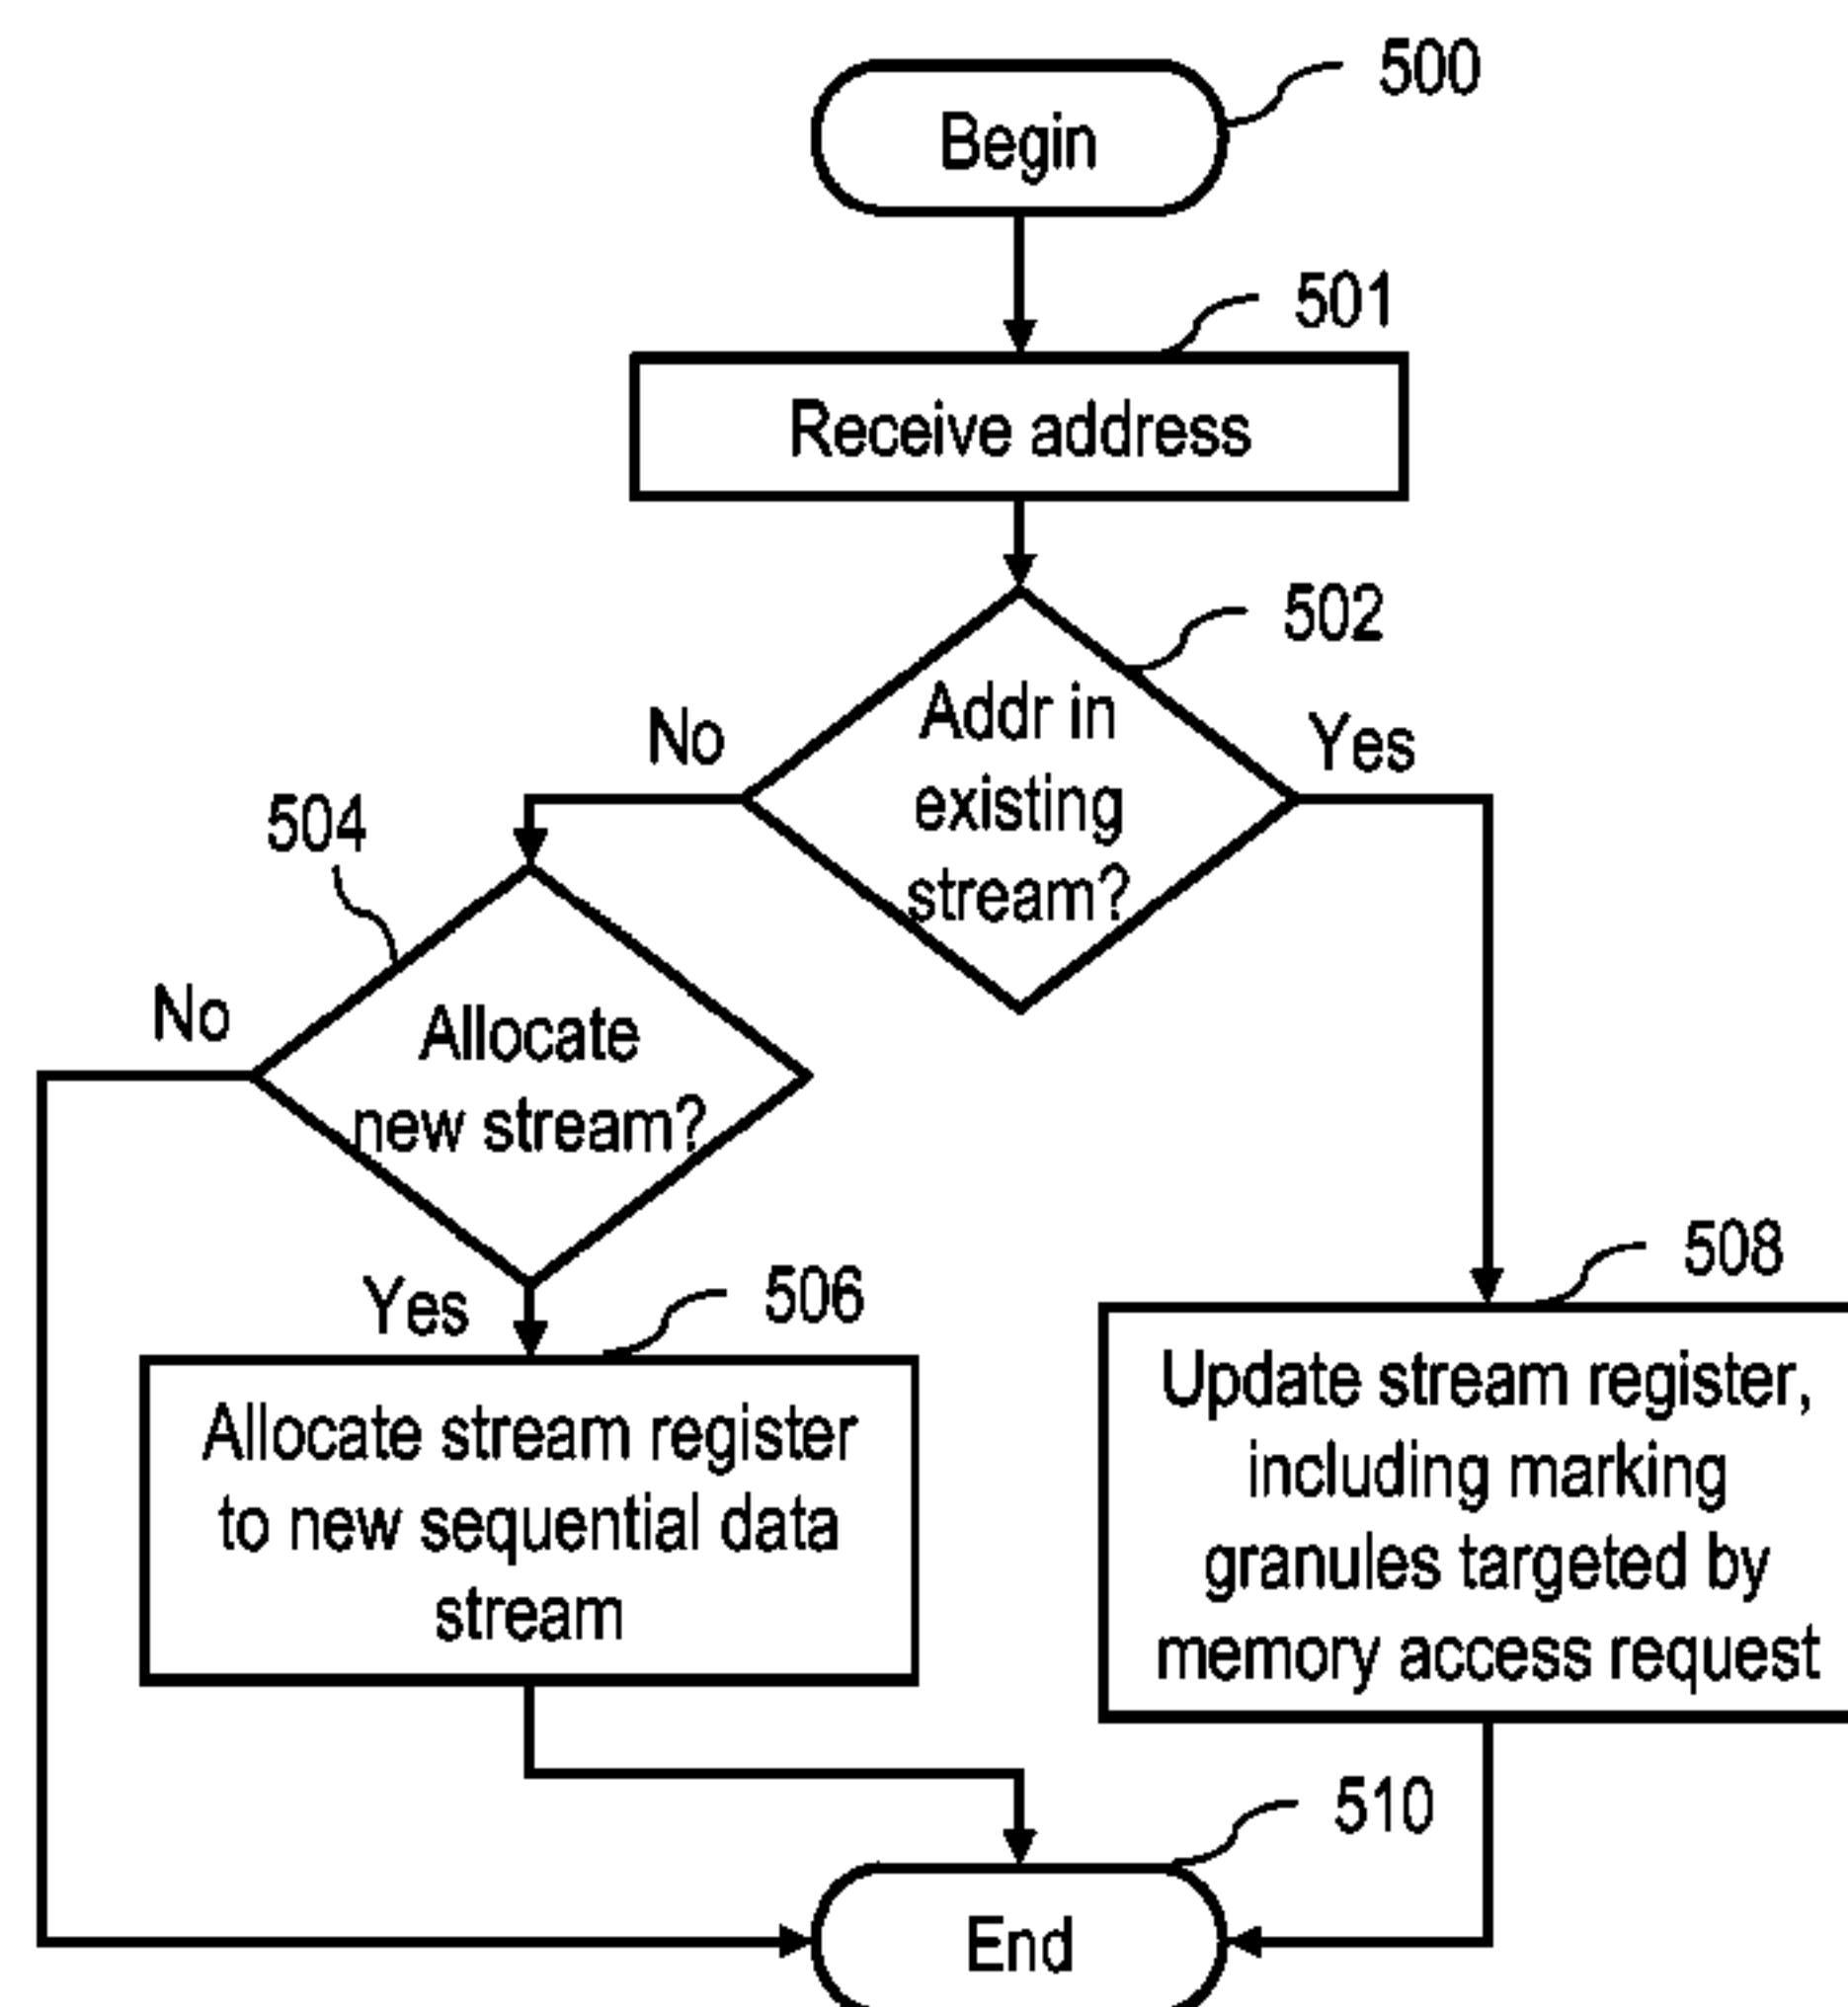 500
Begin
501
Receive address
502
Addr in
existing
stream?
No
Yes
504
Allocate
new stream?
No
Yes
506
Allocate stream register
to new sequential data
stream
508
Update stream register,
including marking
granules targeted by
memory access request
510
End